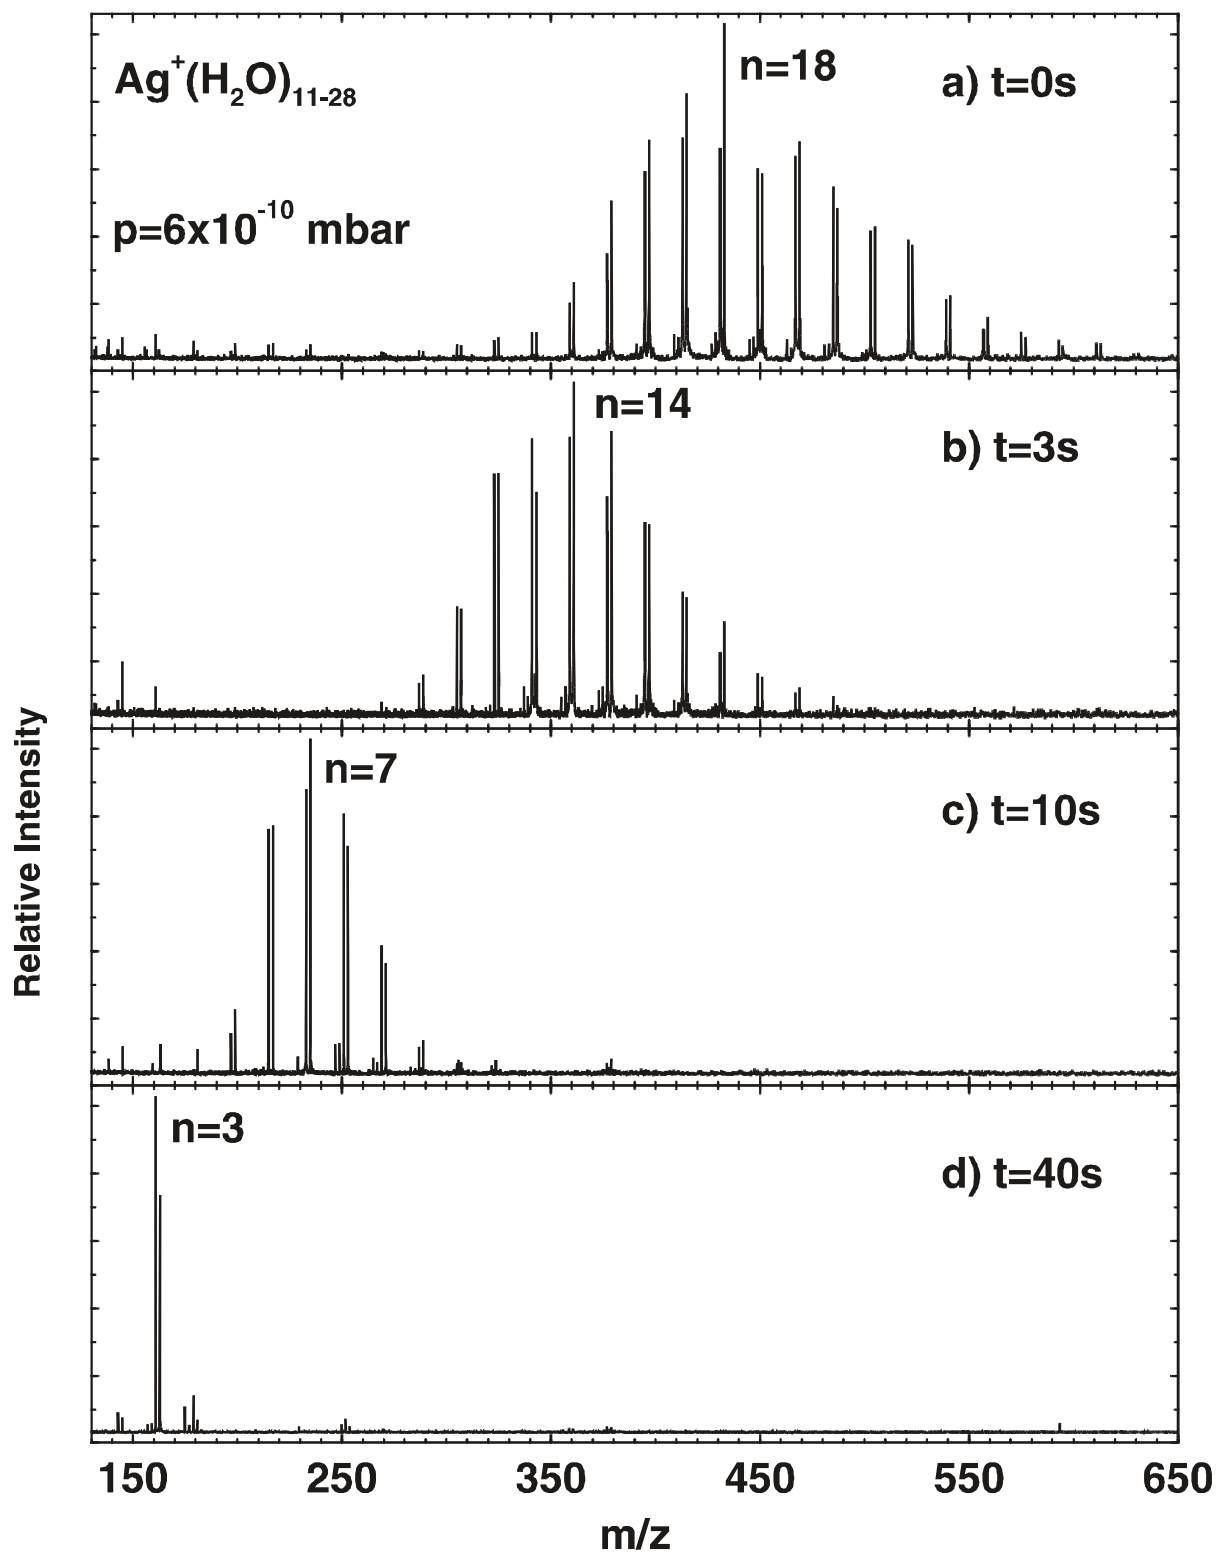 Ag⁺(H₂O)₁₁₋₂₈
n=18
a) t=0s
p=6x10⁻¹⁰ mbar
n=14
b) t=3s
n=7
c) t=10s
n=3
d) t=40s
Relative Intensity
150 250 350 450 550 650
m/z